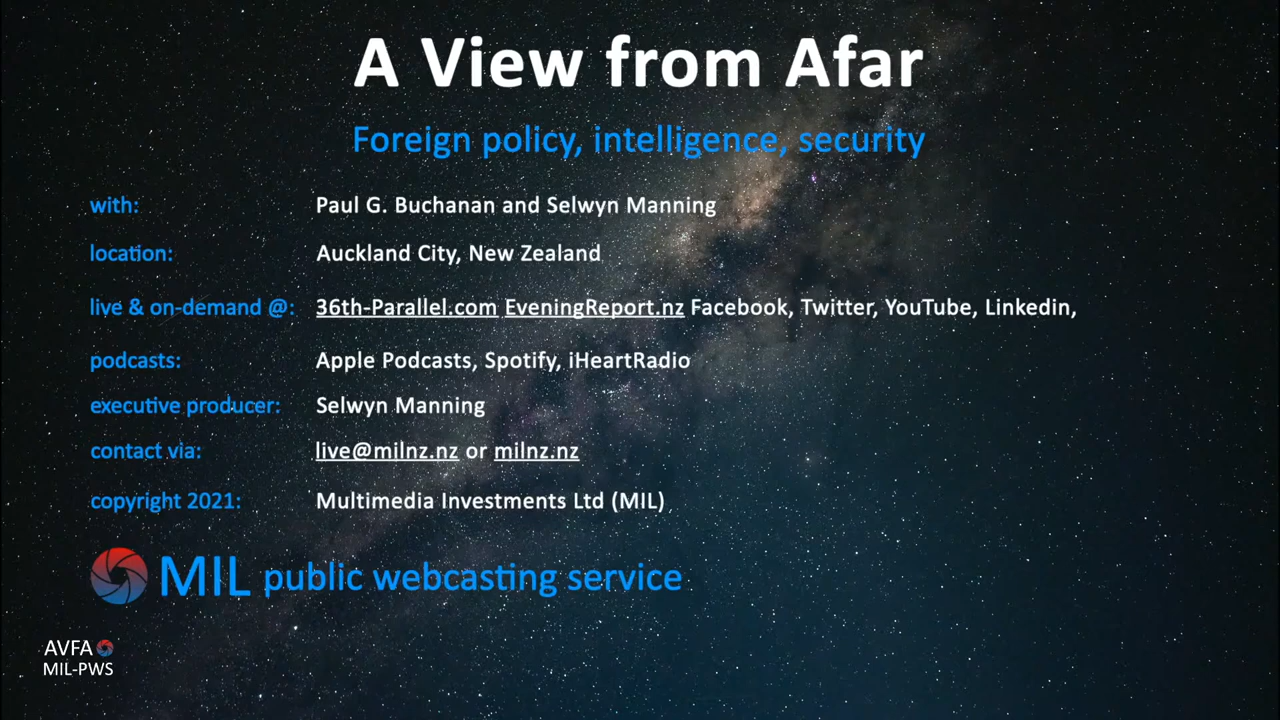 A View from Afar
Foreign policy, intelligence, security
with: Paul G. Buchanan and Selwyn Manning
location: Auckland City, New Zealand
live & on-demand @: 36th-Parallel.com EveningReport.nz Facebook, Twitter, YouTube, Linkedin,
podcasts: Apple Podcasts, Spotify, iHeartRadio
executive producer: Selwyn Manning
contact via: live@milnz.nz or milnz.nz
copyright 2021: Multimedia Investments Ltd (MIL)
MIL public webcasting service
AVFA
MIL-PWS